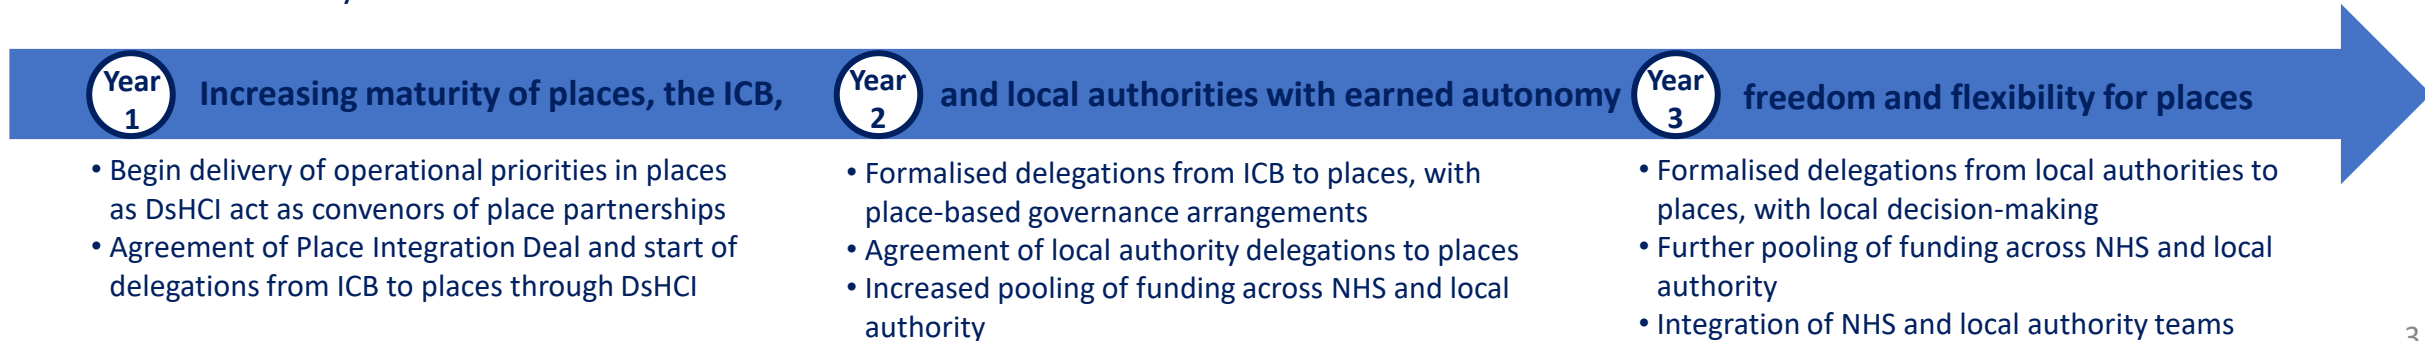 Year
1
Increasing maturity of places, the ICB,
Year
2
and local authorities with earned autonomy
Year
3
freedom and flexibility for places
• Begin delivery of operational priorities in places
as DsHCI act as convenors of place partnerships
• Agreement of Place Integration Deal and start of
delegations from ICB to places through DsHCI
• Formalised delegations from ICB to places, with
place-based governance arrangements
• Agreement of local authority delegations to places
• Increased pooling of funding across NHS and local
authority
• Formalised delegations from local authorities to
places, with local decision-making
• Further pooling of funding across NHS and local
authority
• Integration of NHS and local authority teams
3